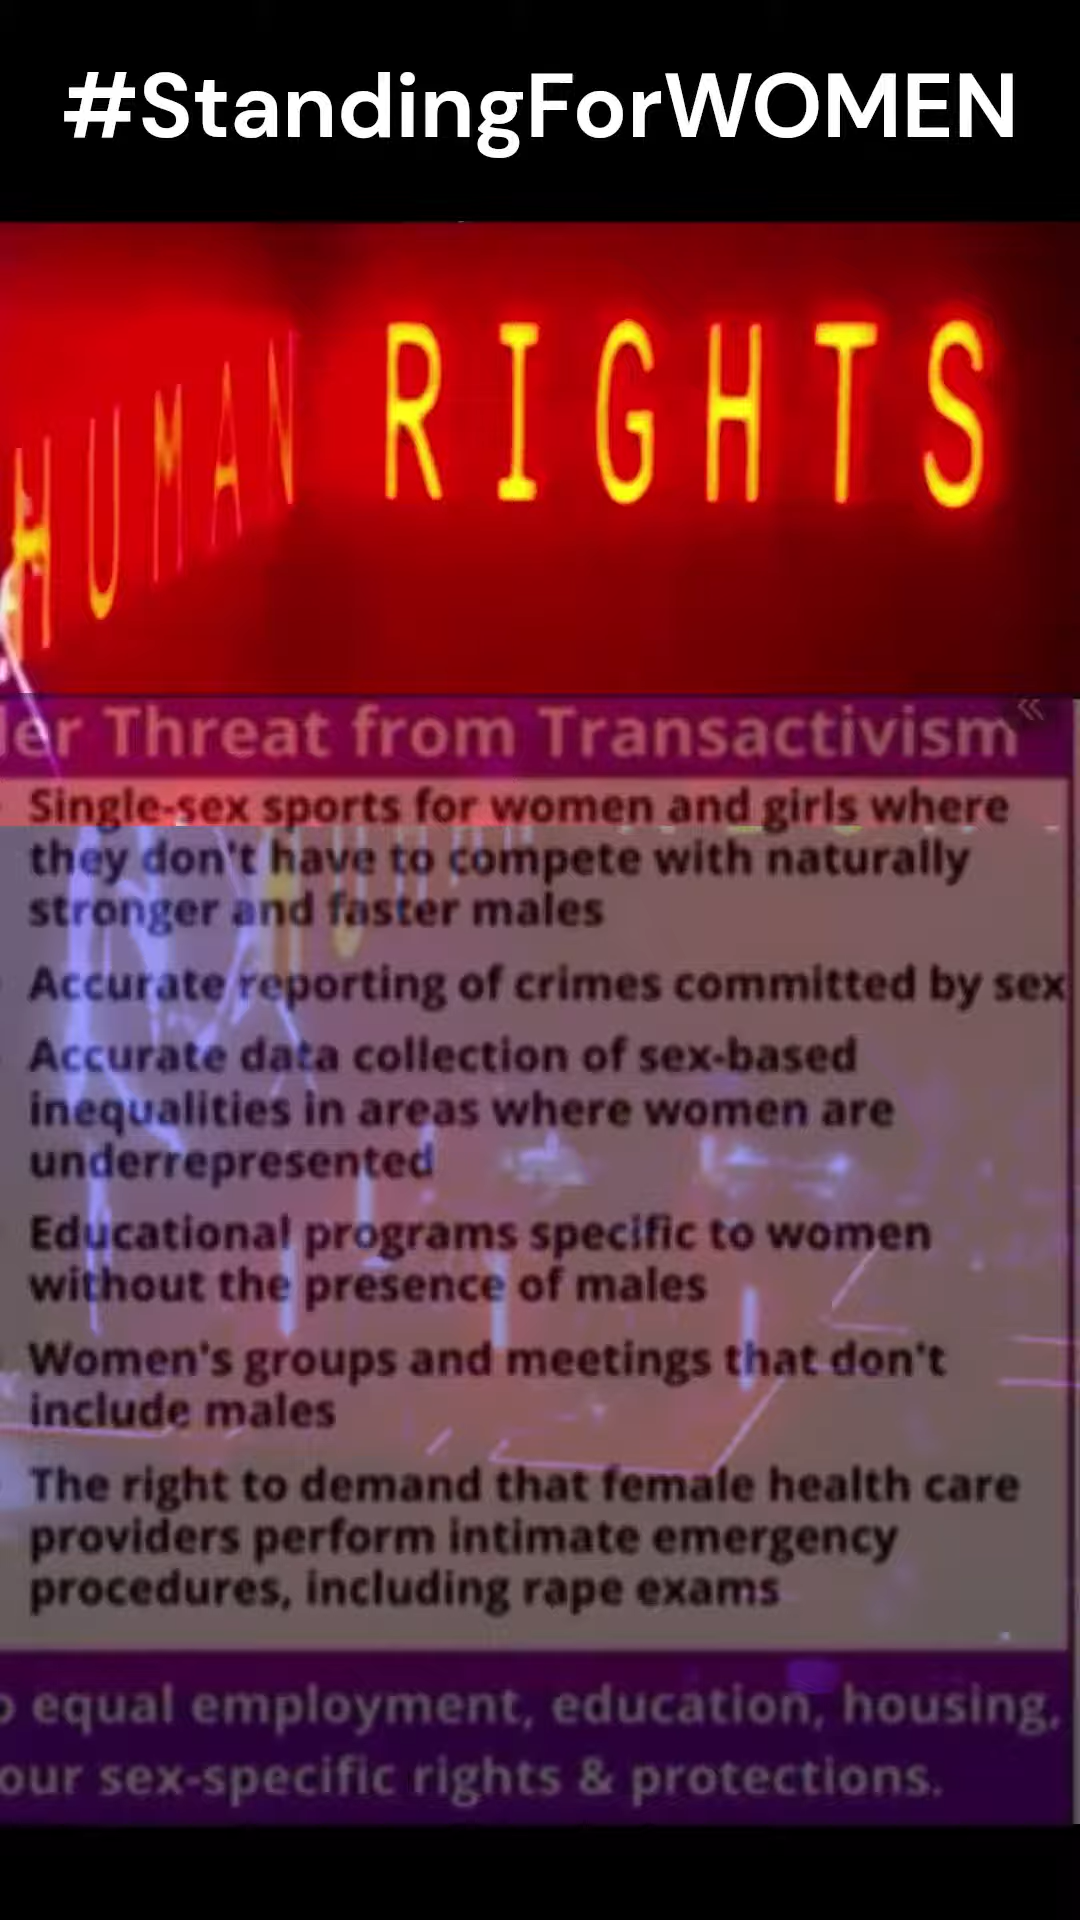 #StandingForWOMEN
HUMAN RIGHTS
Threat from Transactivism
Single-sex sports for women and girls where
they don't have to compete with naturally
stronger and faster males
Accurate reporting of crimes committed by sex
Accurate data collection of sex-based
inequalities in areas where women are
underrepresented
Educational programs specific to women
without the presence of males
Women's groups and meetings that don't
include males
The right to demand that female health care
providers perform intimate emergency
procedures, including rape exams
equal employment, education, housing,
our sex-specific rights & protections.